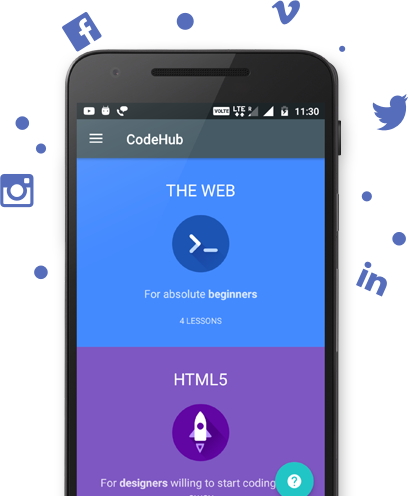 VOLTE LTE 11:30
CodeHub
THE WEB
For absolute beginners
4 LESSONS
HTML5
For designers willing to start coding
in